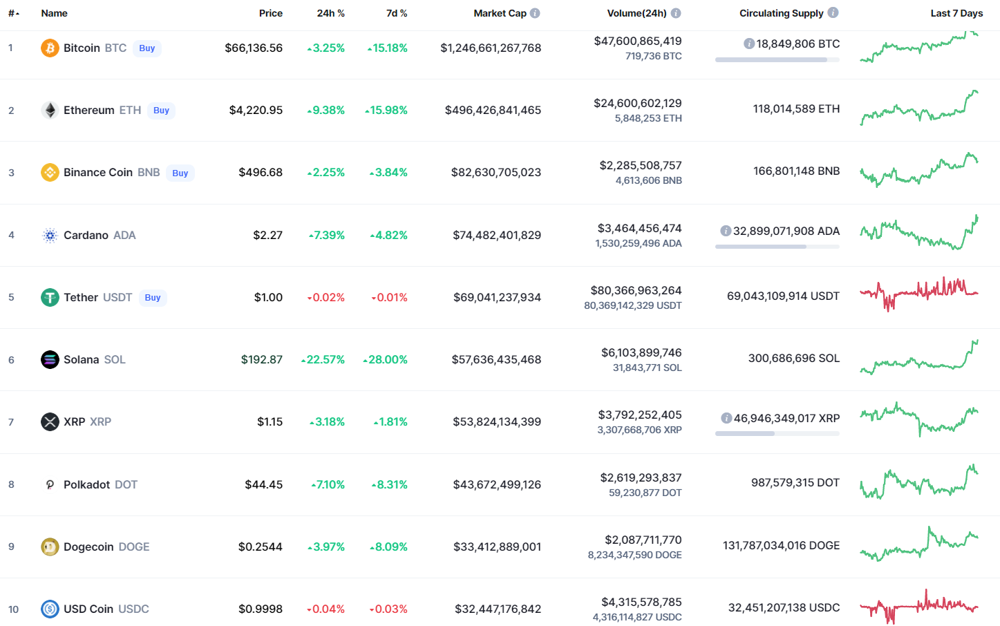 # Name Price 24h % 7d % Market Cap Volume(24h) Circulating Supply Last 7 Days
1 Bitcoin BTC Buy $66,136.56 3.25% 15.18% $1,246,661,267,768 $47,600,865,419 18,849,806 BTC
719,736 BTC
2 Ethereum ETH Buy $4,220.95 9.38% 15.98% $496,426,841,465 $24,600,602,129 118,014,589 ETH
5,848,253 ETH
3 Binance Coin BNB Buy $496.68 2.25% 3.84% $82,630,705,023 $2,285,508,757 166,801,148 BNB
4,613,606 BNB
4 Cardano ADA $2.27 7.39% 4.82% $74,482,401,829 $3,464,456,474 32,899,071,908 ADA
1,530,259,496 ADA
5 Tether USDT Buy $1.00 0.02% 0.01% $69,041,237,934 $80,366,963,264 69,043,109,914 USDT
80,369,142,329 USDT
6 Solana SOL $192.87 22.57% 28.00% $57,636,435,468 $6,103,899,746 300,686,696 SOL
31,843,771 SOL
7 XRP XRP $1.15 3.18% 1.81% $53,824,134,399 $3,792,252,405 46,946,349,017 XRP
3,307,668,706 XRP
8 Polkadot DOT $44.45 7.10% 8.31% $43,672,499,126 $2,619,293,837 987,579,315 DOT
59,230,877 DOT
9 Dogecoin DOGE $0.2544 3.97% 8.09% $33,412,889,001 $2,087,711,770 131,787,034,016 DOGE
8,234,347,590 DOGE
10 USD Coin USDC $0.9998 0.04% 0.03% $32,447,176,842 $4,315,578,785 32,451,207,138 USDC
4,316,114,827 USDC